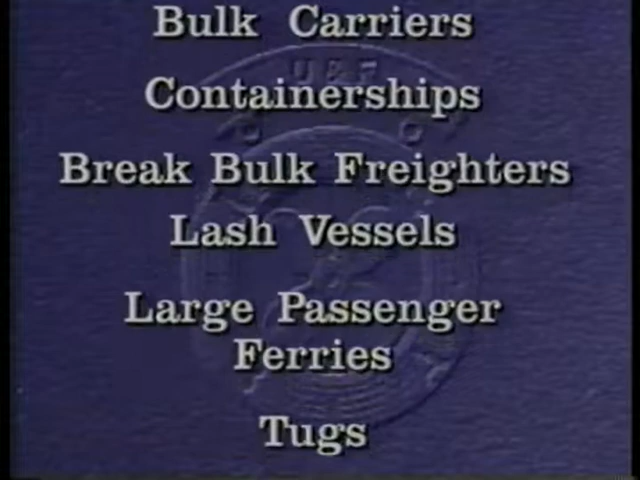 Bulk Carriers
Containerships
Break Bulk Freighters
Lash Vessels
Large Passenger
Ferries
Tugs